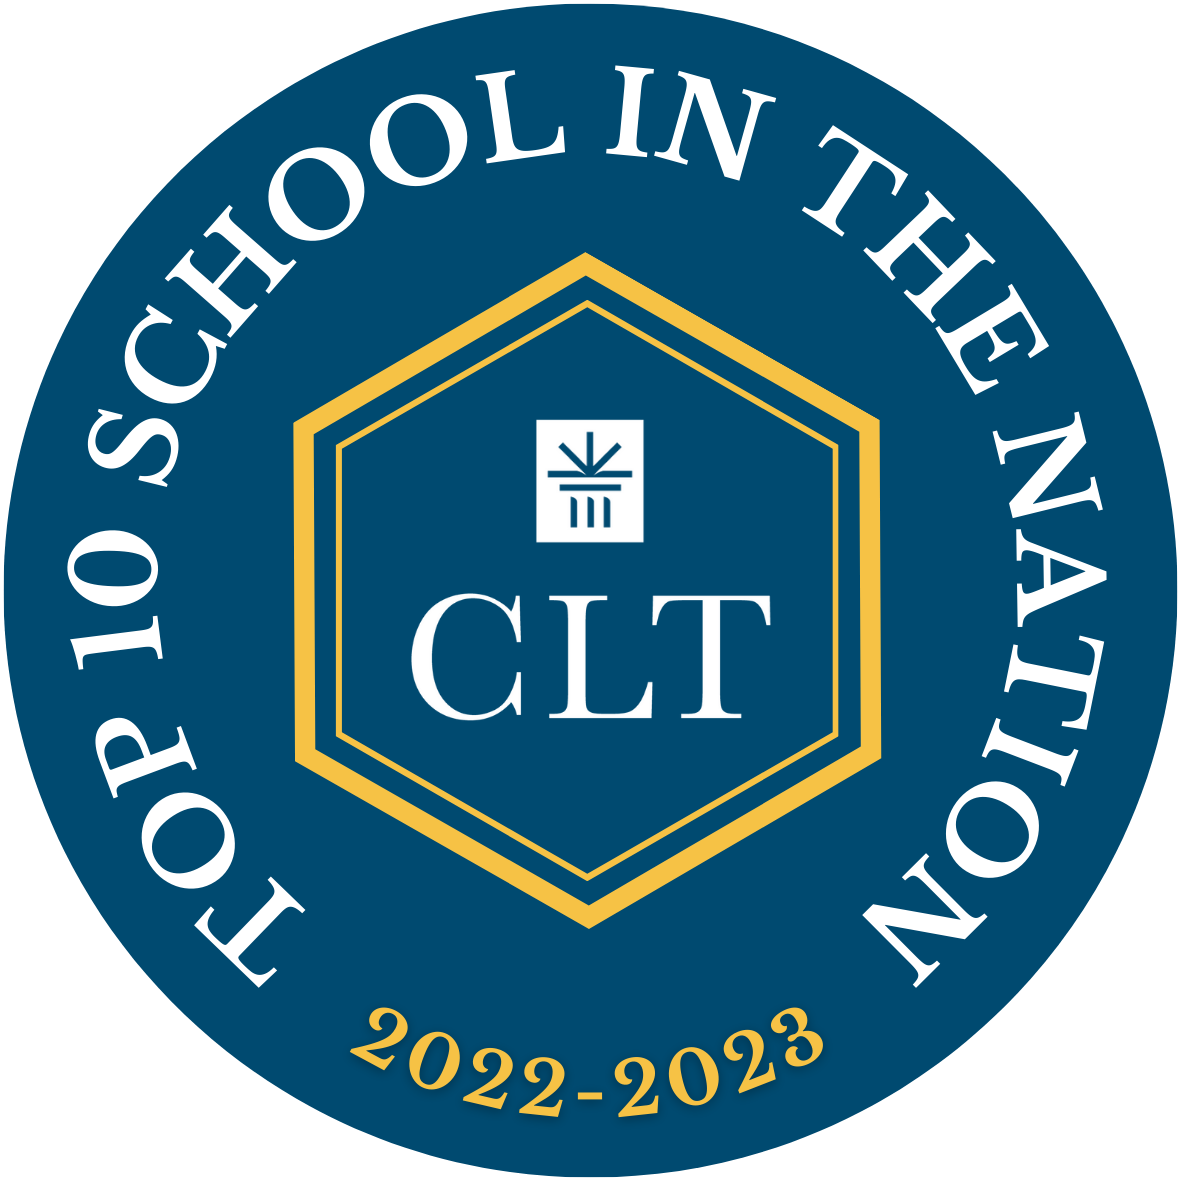 TOP 10 SCHOOL IN THE NATION
CLT
2022-2023